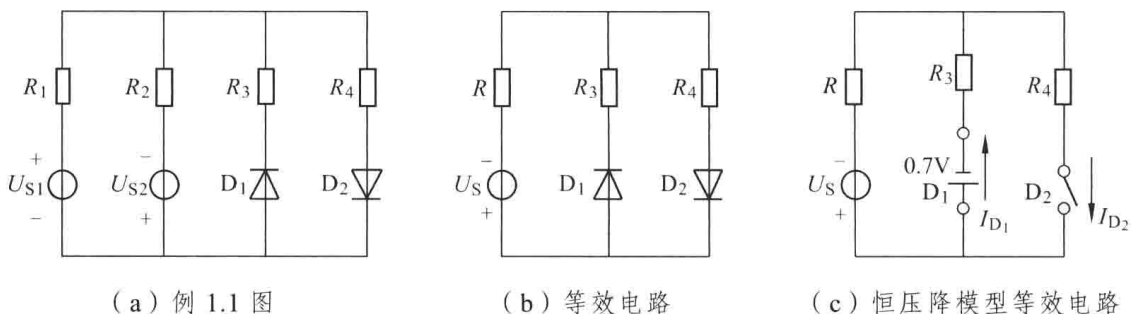 R1 R2 R3 R4
+ −
US1 US2 D1 D2
− +
(a) 例 1.1 图
R R3 R4
−
US D1 D2
+
(b) 等效电路
R R3 R4
− 0.7V
US D1 D2
+ ID1 ID2
(c) 恒压降模型等效电路